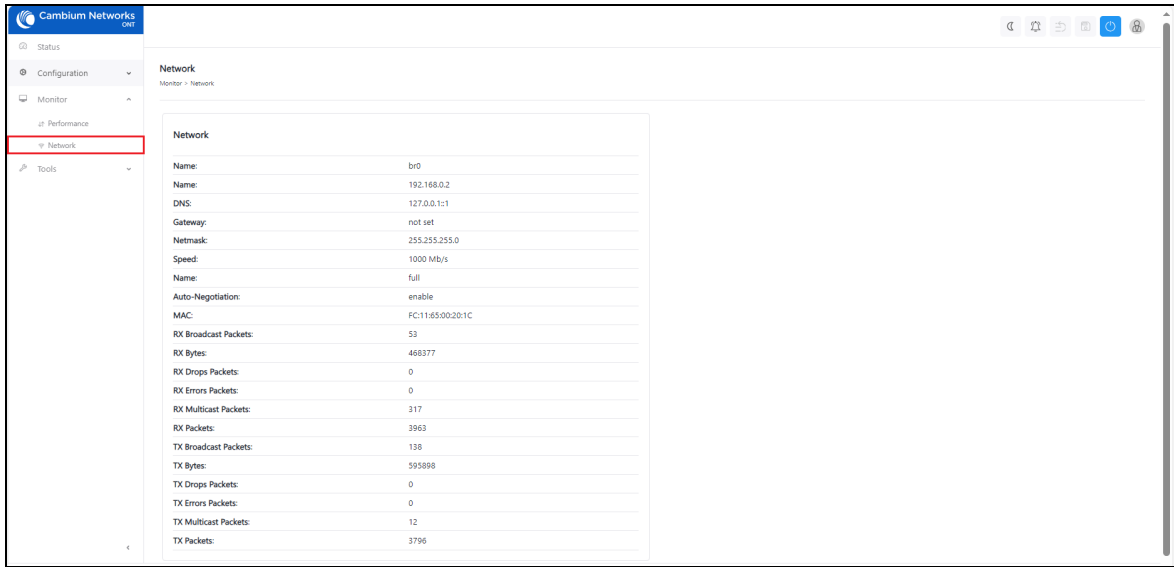 Cambium Networks
ONT
Status
Configuration
Monitor
Performance
Network
Tools
Network
Monitor > Network
Network
Name: br0
Name: 192.168.0.2
DNS: 127.0.0.1::1
Gateway: not set
Netmask: 255.255.255.0
Speed: 1000 Mb/s
Name: full
Auto-Negotiation: enable
MAC: FC:11:65:00:20:1C
RX Broadcast Packets: 53
RX Bytes: 468377
RX Drops Packets: 0
RX Errors Packets: 0
RX Multicast Packets: 317
RX Packets: 3963
TX Broadcast Packets: 138
TX Bytes: 595898
TX Drops Packets: 0
TX Errors Packets: 0
TX Multicast Packets: 12
TX Packets: 3796